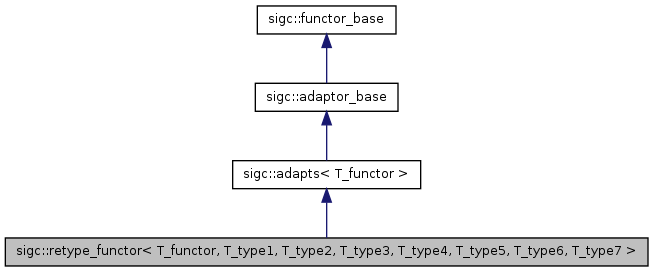 sigc::functor_base
sigc::adaptor_base
sigc::adapts< T_functor >
sigc::retype_functor< T_functor, T_type1, T_type2, T_type3, T_type4, T_type5, T_type6, T_type7 >